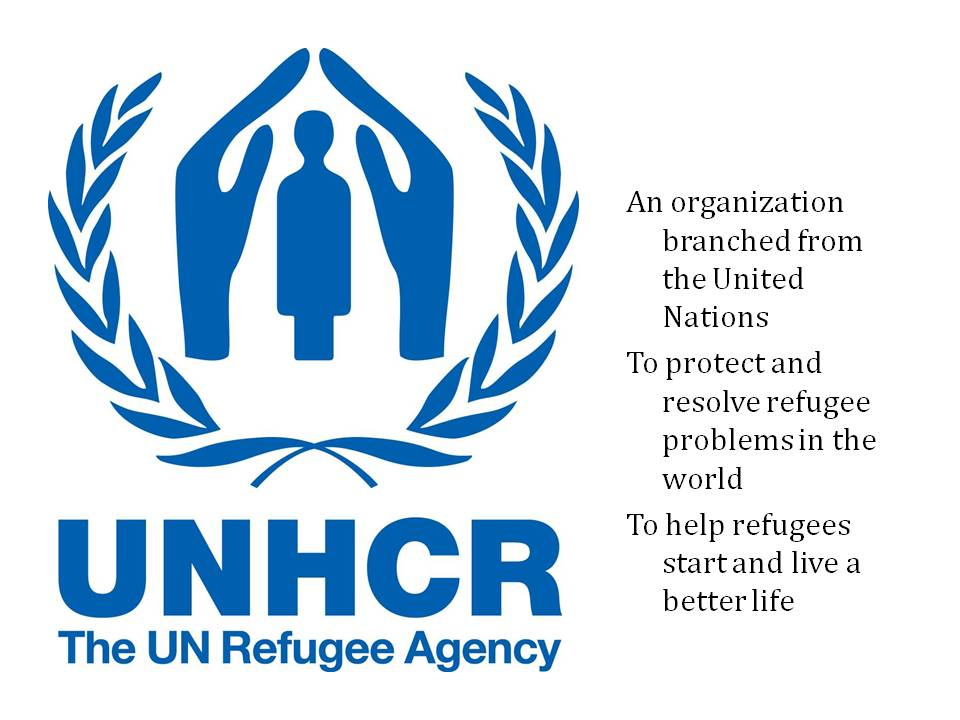 UNHCR
The UN Refugee Agency
An organization
branched from
the United
Nations
To protect and
resolve refugee
problems in the
world
To help refugees
start and live a
better life